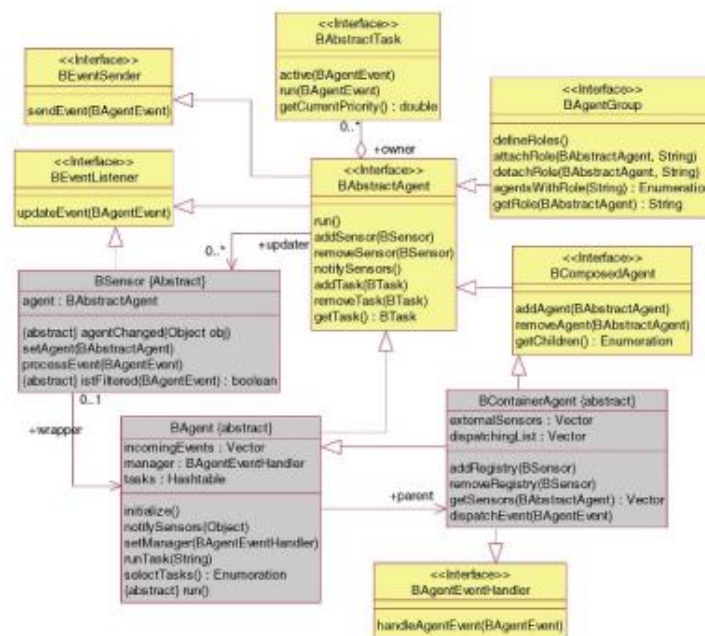 <<Interface>>
BAbstractTask
active(BAgentEvent)
run(BAgentEvent)
getCurrentPriority() : double
<<Interface>>
BEventSender
sendEvent(BAgentEvent)
<<Interface>>
BAgentGroup
defineRoles()
attachRole(BAbstractAgent, String)
detachRole(BAbstractAgent, String)
agentsWithRole(String) : Enumeration
getRole(BAbstractAgent) : String
0..*
+owner
<<Interface>>
BEventListener
updateEvent(BAgentEvent)
<<Interface>>
BAbstractAgent
run()
addSensor(BSensor)
removeSensor(BSensor)
notifySensors()
addTask(BTask)
removeTask(BTask)
getTask() : BTask
+updater
0..*
<<Interface>>
BComposedAgent
addAgent(BAbstractAgent)
removeAgent(BAbstractAgent)
getChildren() : Enumeration
BSensor {Abstract}
agent : BAbstractAgent
{abstract} agentChanged(Object obj)
setAgent(BAbstractAgent)
processEvent(BAgentEvent)
{abstract} istFiltered(BAgentEvent) : boolean
0..1
+wrapper
BAgent {abstract}
incomingEvents : Vector
manager : BAgentEventHandler
tasks : Hashtable
initialize()
notifySensors(Object)
setManager(BAgentEventHandler)
runTask(String)
selectTasks() : Enumeration
{abstract} run()
+parent
BContainerAgent {abstract}
externalSensors : Vector
dispatchingList : Vector
addRegistry(BSensor)
removeRegistry(BSensor)
getSensors(BAbstractAgent) : Vector
dispatchEvent(BAgentEvent)
<<Interface>>
BAgentEventHandler
handleAgentEvent(BAgentEvent)